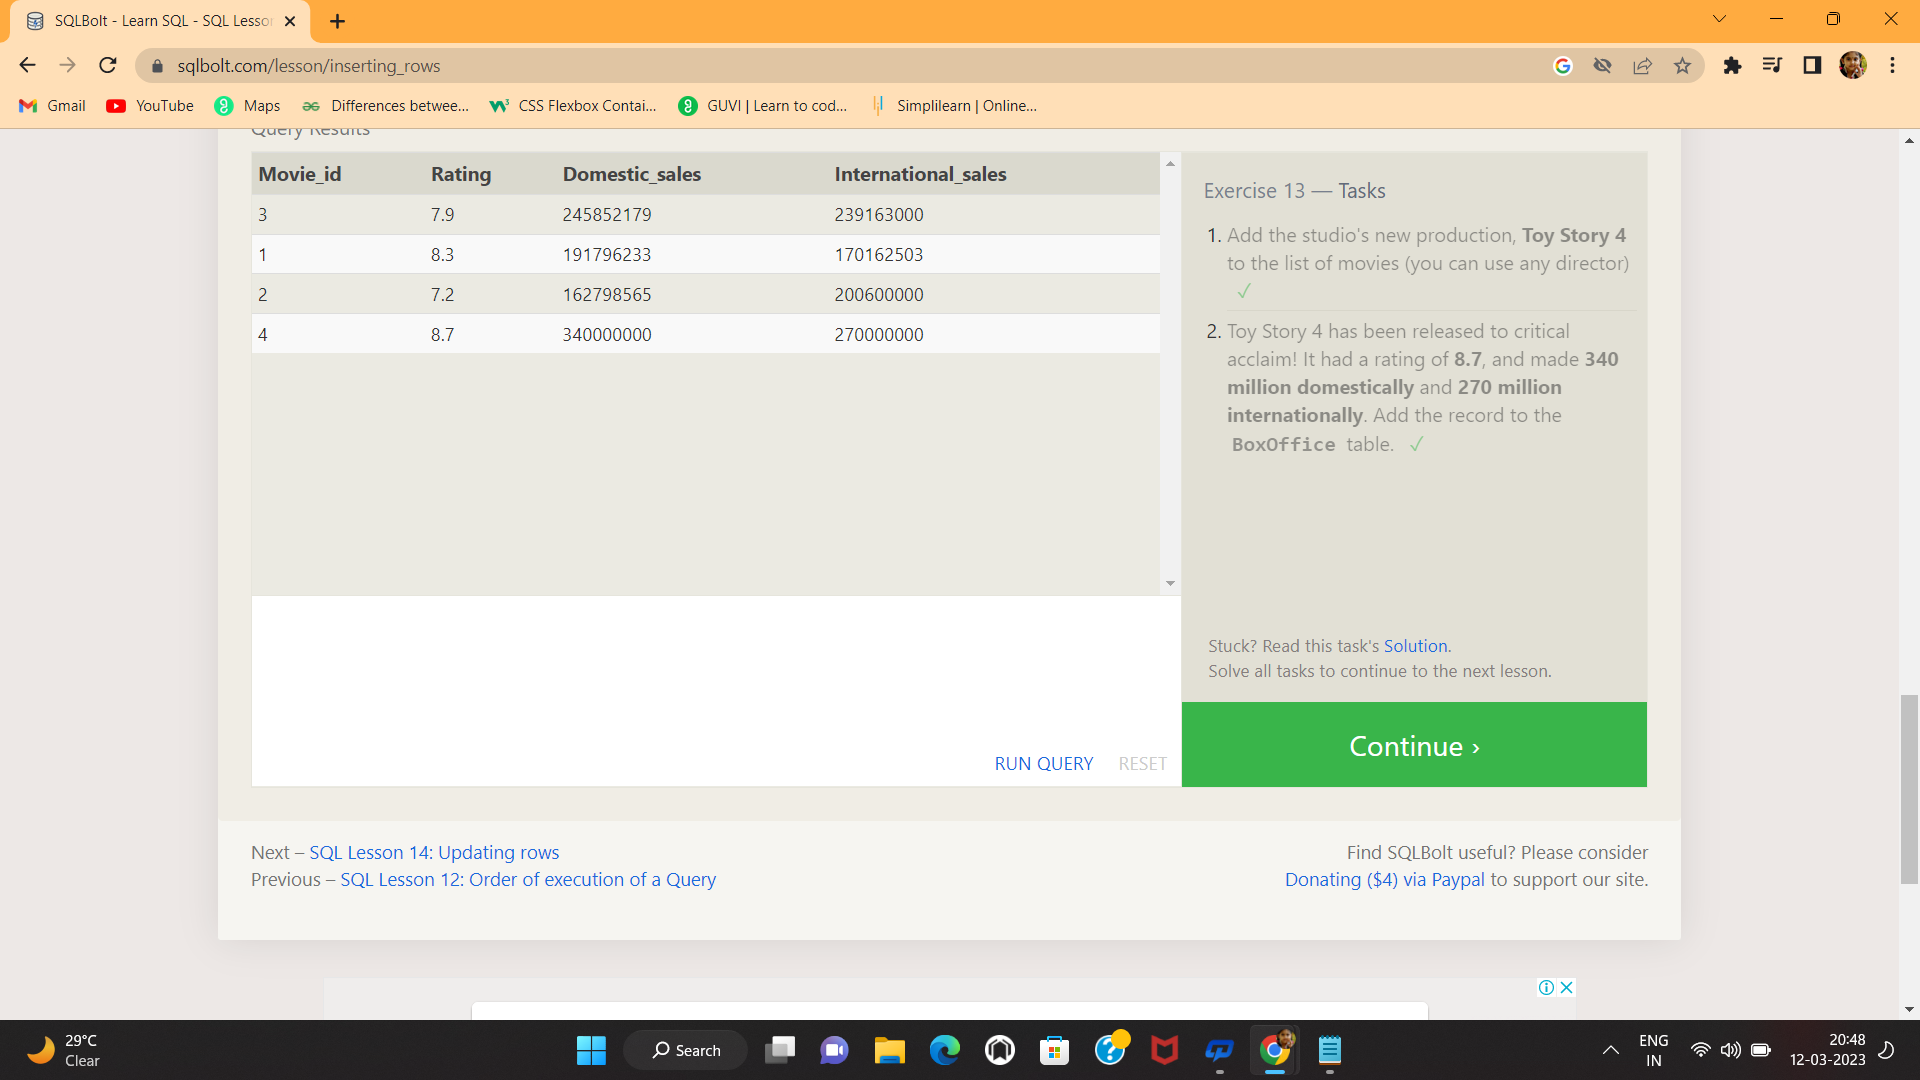 SQLBolt - Learn SQL - SQL Lesso
sqlbolt.com/lesson/inserting_rows
Gmail YouTube Maps Differences betwee... CSS Flexbox Contai... GUVI | Learn to cod... Simplilearn | Online...
Query Results
Movie_id Rating Domestic_sales International_sales
3 7.9 245852179 239163000
1 8.3 191796233 170162503
2 7.2 162798565 200600000
4 8.7 340000000 270000000
RUN QUERY RESET
Exercise 13 — Tasks
1. Add the studio's new production, Toy Story 4
to the list of movies (you can use any director)
✓
2. Toy Story 4 has been released to critical
acclaim! It had a rating of 8.7, and made 340
million domestically and 270 million
internationally. Add the record to the
BoxOffice table. ✓
Stuck? Read this task's Solution.
Solve all tasks to continue to the next lesson.
Continue ›
Next – SQL Lesson 14: Updating rows
Previous – SQL Lesson 12: Order of execution of a Query
Find SQLBolt useful? Please consider
Donating ($4) via Paypal to support our site.
29°C
Clear
Search
ENG
IN
20:48
12-03-2023